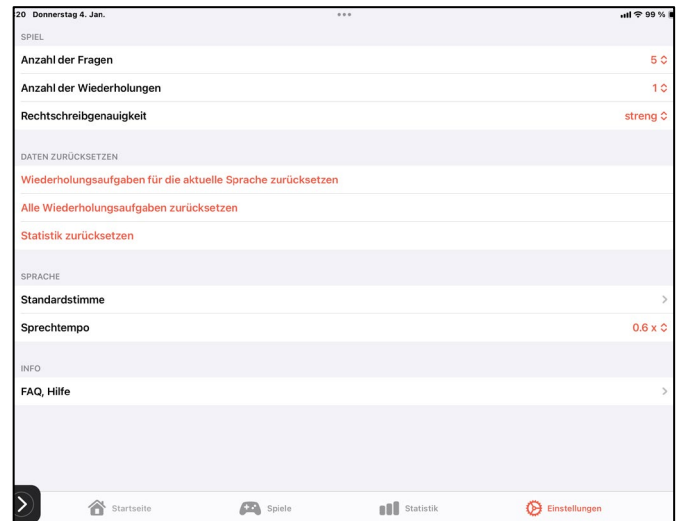 20 Donnerstag 4. Jan.
99 %
SPIEL
Anzahl der Fragen 5
Anzahl der Wiederholungen 1
Rechtschreibgenauigkeit streng
DATEN ZURÜCKSETZEN
Wiederholungsaufgaben für die aktuelle Sprache zurücksetzen
Alle Wiederholungsaufgaben zurücksetzen
Statistik zurücksetzen
SPRACHE
Standardstimme
Sprechtempo 0.6 x
INFO
FAQ, Hilfe
Startseite Spiele Statistik Einstellungen